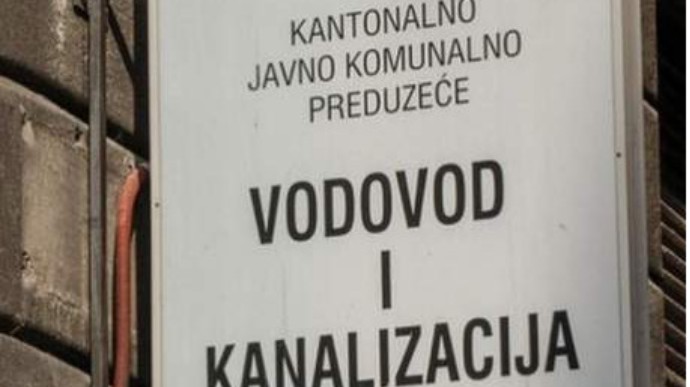 KANTONALNO
JAVNO KOMUNALNO
PREDUZEĆE
VODOVOD
I
KANALIZACIJA